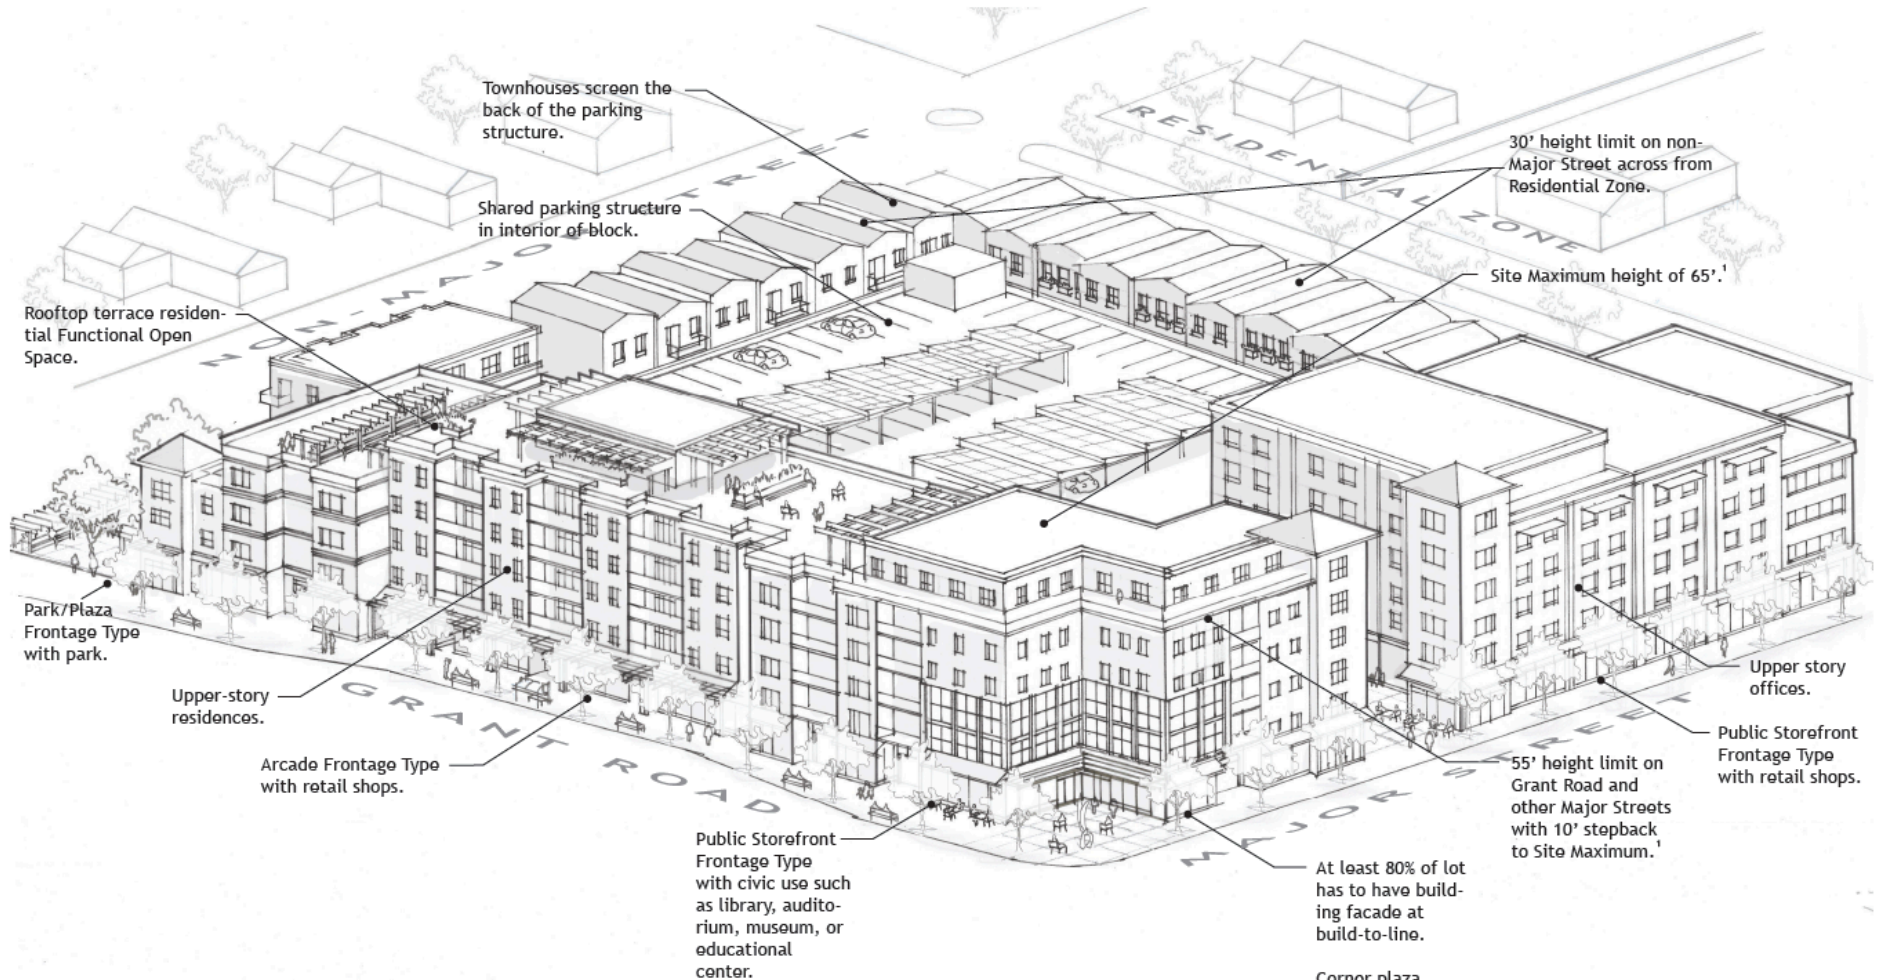 Townhouses screen the
back of the parking
structure.
Shared parking structure
in interior of block.
Rooftop terrace residen-
tial Functional Open
Space.
NON-MAJOR STREET
RESIDENTIAL ZONE
30' height limit on non-
Major Street across from
Residential Zone.
Site Maximum height of 65'.¹
Park/Plaza
Frontage Type
with park.
Upper-story
residences.
Arcade Frontage Type
with retail shops.
GRANT ROAD
Public Storefront
Frontage Type
with civic use such
as library, audito-
rium, museum, or
educational
center.
MAJOR STREET
Upper story
offices.
Public Storefront
Frontage Type
with retail shops.
55' height limit on
Grant Road and
other Major Streets
with 10' stepback
to Site Maximum.¹
At least 80% of lot
has to have build-
ing facade at
build-to-line.
Corner plaza